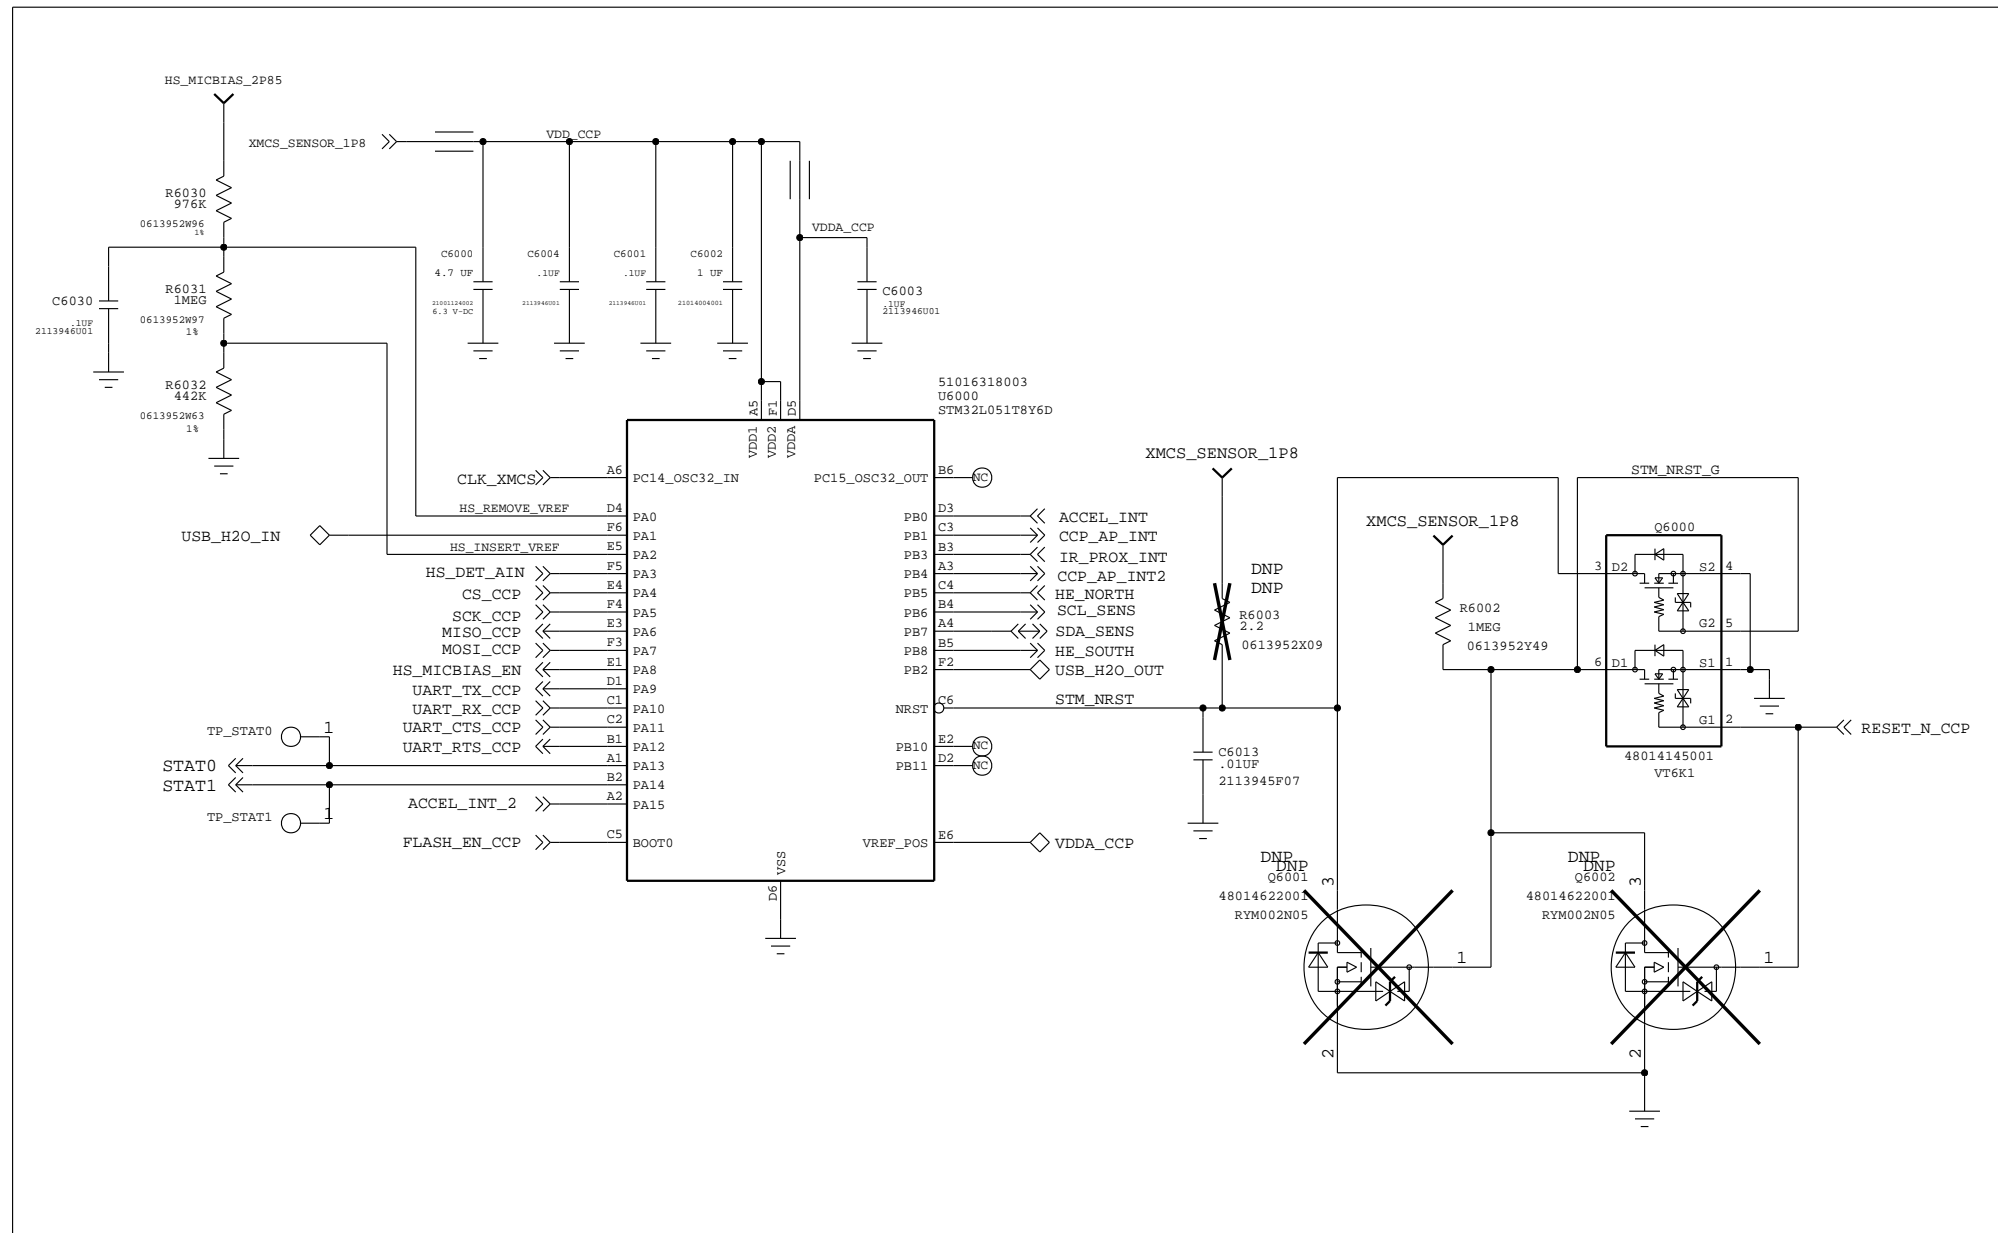 HS_MICBIAS_2P85
XMCS_SENSOR_1P8
VDD_CCP
R6030
976K
0613952W96
1%
VDDA_CCP
C6000
4.7 UF
21001124002
6.3 V-DC
C6004
.1UF
2113946U01
C6001
.1UF
2113946U01
C6002
1 UF
21014004001
C6003
.1UF
2113946U01
C6030
.1UF
2113946U01
R6031
1MEG
0613952W97
1%
R6032
442K
0613952W63
1%
51016318003
U6000
STM32L051T8Y6D
A5
F1
D5
VDD1
VDD2
VDDA
CLK_XMCS
A6
PC14_OSC32_IN
HS_REMOVE_VREF
D4
PA0
USB_H2O_IN
F6
PA1
HS_INSERT_VREF
E5
PA2
HS_DET_AIN
F5
PA3
CS_CCP
E4
PA4
SCK_CCP
F4
PA5
MISO_CCP
E3
PA6
MOSI_CCP
F3
PA7
HS_MICBIAS_EN
E1
PA8
UART_TX_CCP
D1
PA9
UART_RX_CCP
C1
PA10
UART_CTS_CCP
C2
PA11
UART_RTS_CCP
B1
PA12
TP_STAT0
1
STAT0
A1
PA13
STAT1
B2
PA14
TP_STAT1
1
ACCEL_INT_2
A2
PA15
FLASH_EN_CCP
C5
BOOT0
VSS
D6
PC15_OSC32_OUT
B6
NC
PB0
D3
ACCEL_INT
PB1
C3
CCP_AP_INT
PB3
B3
IR_PROX_INT
PB4
A3
CCP_AP_INT2
PB5
C4
HE_NORTH
PB6
B4
SCL_SENS
PB7
A4
SDA_SENS
PB8
B5
HE_SOUTH
PB2
F2
USB_H2O_OUT
NRST
C6
STM_NRST
PB10
E2
NC
PB11
D2
NC
VREF_POS
E6
VDDA_CCP
XMCS_SENSOR_1P8
DNP
DNP
R6003
2.2
0613952X09
C6013
.01UF
2113945F07
XMCS_SENSOR_1P8
R6002
1MEG
0613952Y49
STM_NRST_G
Q6000
3
D2
S2
4
G2
5
6
D1
S1
1
G1
2
48014145001
VT6K1
RESET_N_CCP
DNP
DNP
Q6001
48014622001
RYM002N05
3
1
2
DNP
DNP
Q6002
48014622001
RYM002N05
3
1
2